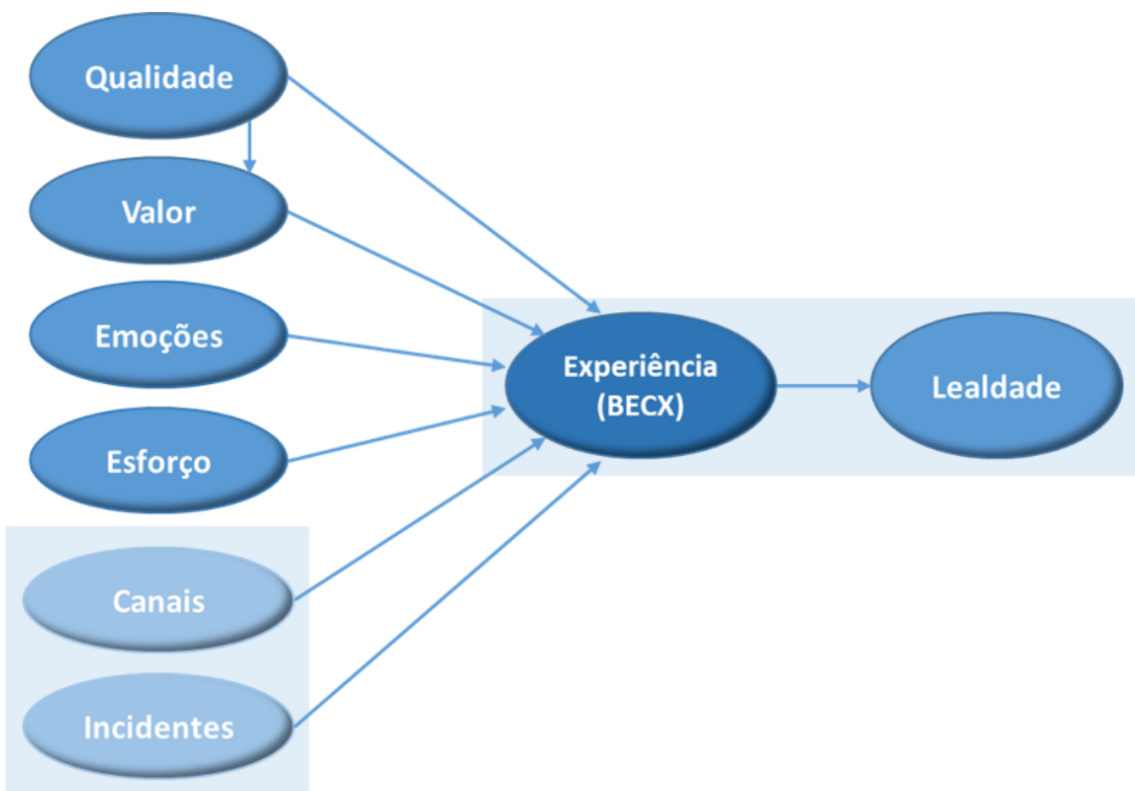 Qualidade
Valor
Emoções
Esforço
Canais
Incidentes
Experiência
(BECX)
Lealdade